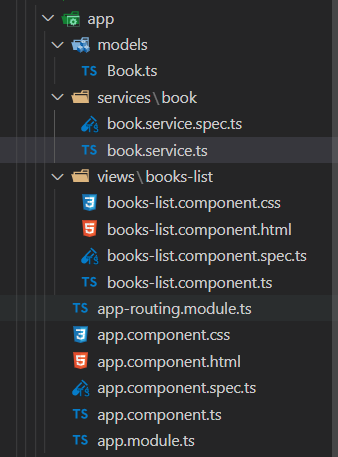 app
models
TS Book.ts
services\book
book.service.spec.ts
TS book.service.ts
views\books-list
books-list.component.css
books-list.component.html
books-list.component.spec.ts
TS books-list.component.ts
TS app-routing.module.ts
app.component.css
app.component.html
app.component.spec.ts
TS app.component.ts
TS app.module.ts